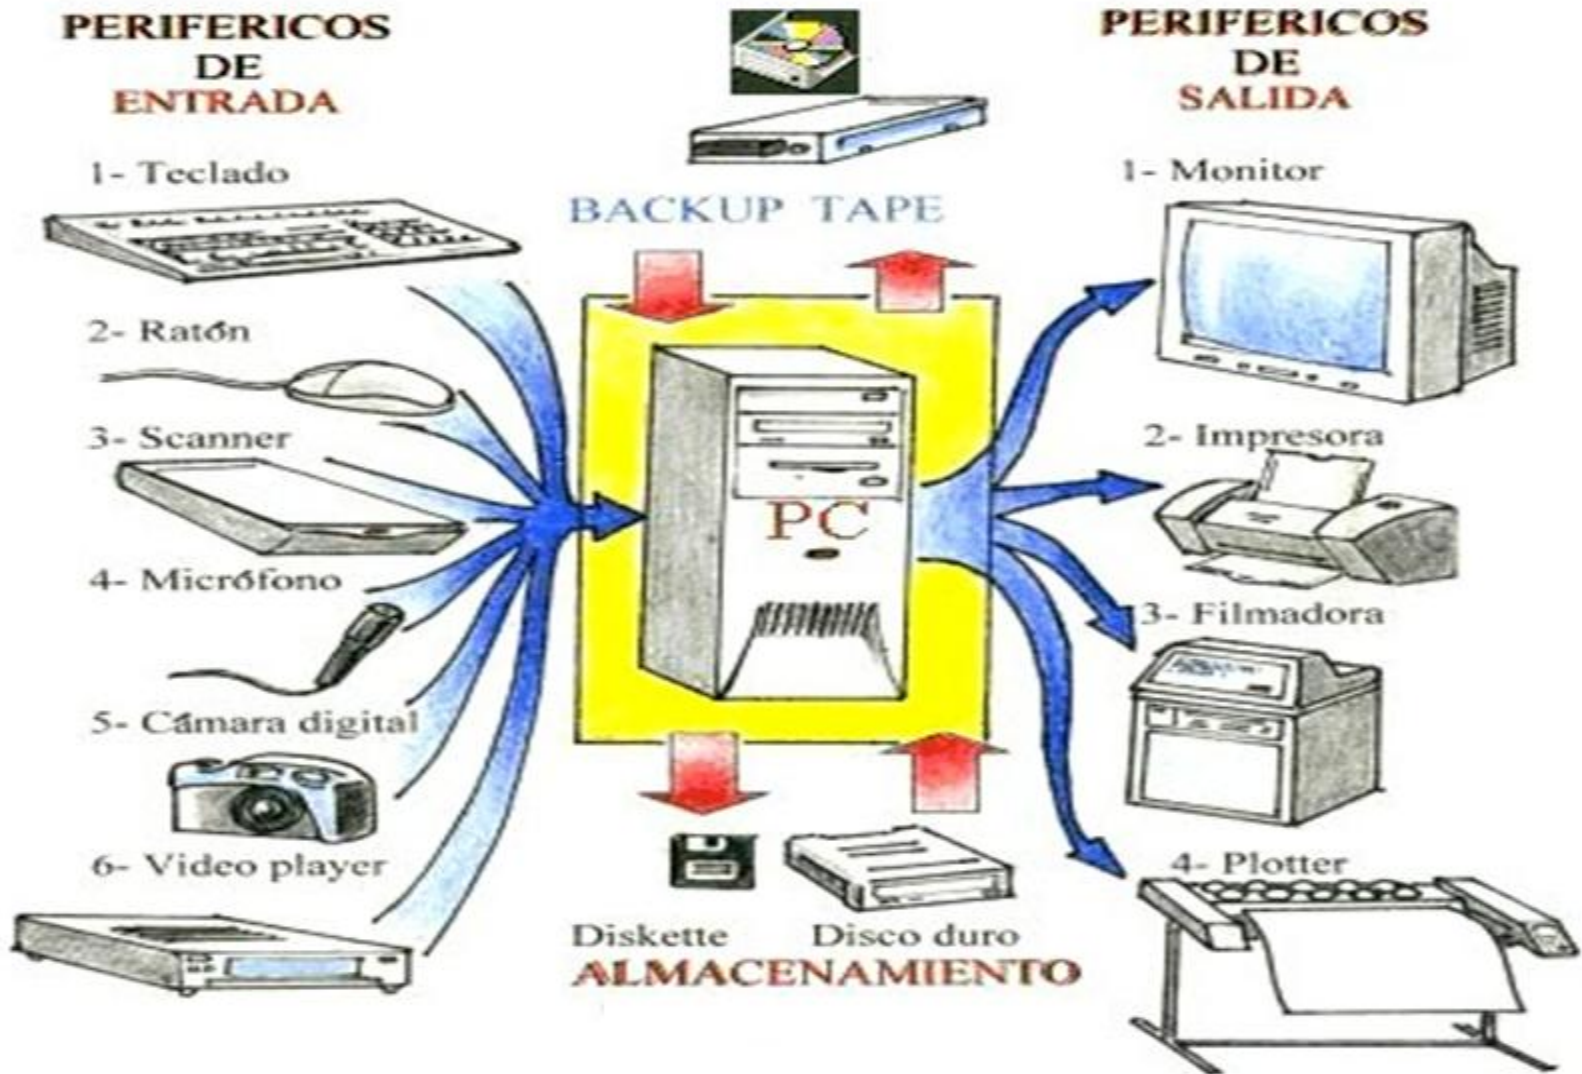 PERIFERICOS
DE
ENTRADA
1- Teclado
2- Ratón
3- Scanner
4- Micrófono
5- Cámara digital
6- Video player
BACKUP TAPE
PC
Diskette Disco duro
ALMACENAMIENTO
PERIFERICOS
DE
SALIDA
1- Monitor
2- Impresora
3- Filmadora
4- Plotter